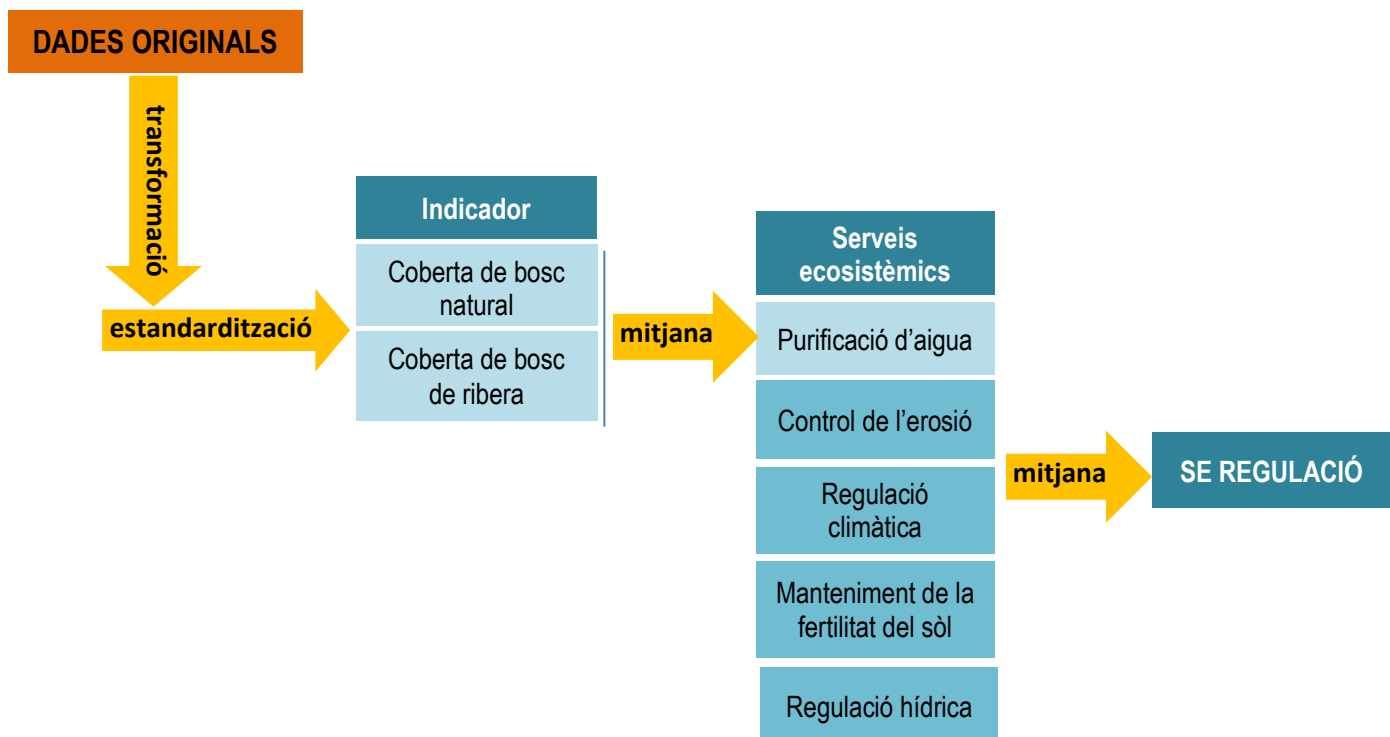 DADES ORIGINALS
transformació
estandardització
Indicador
Coberta de bosc
natural
Coberta de bosc
de ribera
mitjana
Serveis
ecosistèmics
Purificació d’aigua
Control de l’erosió
Regulació
climàtica
Manteniment de la
fertilitat del sòl
Regulació hídrica
mitjana
SE REGULACIÓ